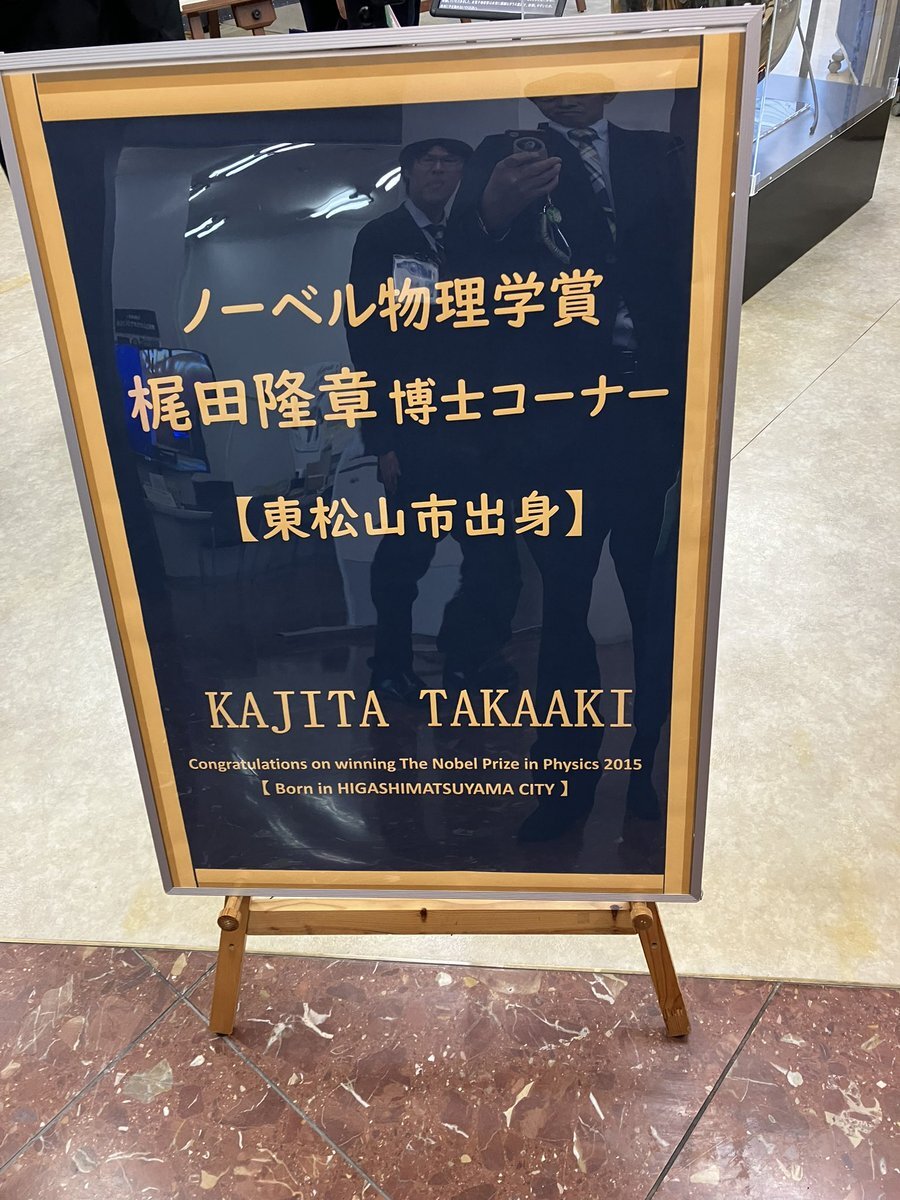 ノーベル物理学賞
梶田隆章 博士コーナー
【東松山市出身】
KAJITA TAKAAKI
Congratulations on winning The Nobel Prize in Physics 2015
【 Born in HIGASHIMATSUYAMA CITY 】